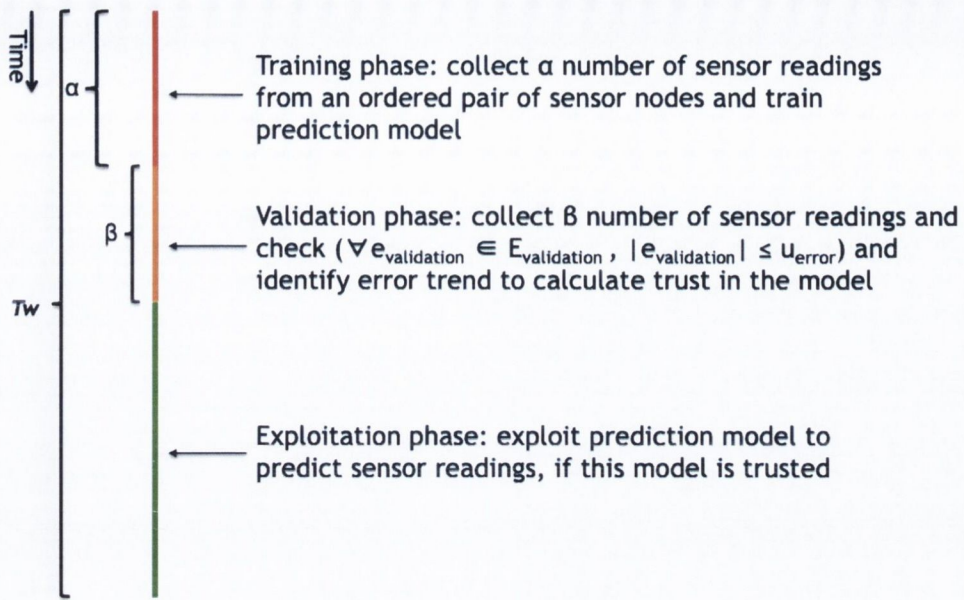 Time
α
Training phase: collect α number of sensor readings
from an ordered pair of sensor nodes and train
prediction model
β
Validation phase: collect β number of sensor readings and
check (∀ e_validation ∈ E_validation , |e_validation| ≤ u_error) and
identify error trend to calculate trust in the model
Tw
Exploitation phase: exploit prediction model to
predict sensor readings, if this model is trusted